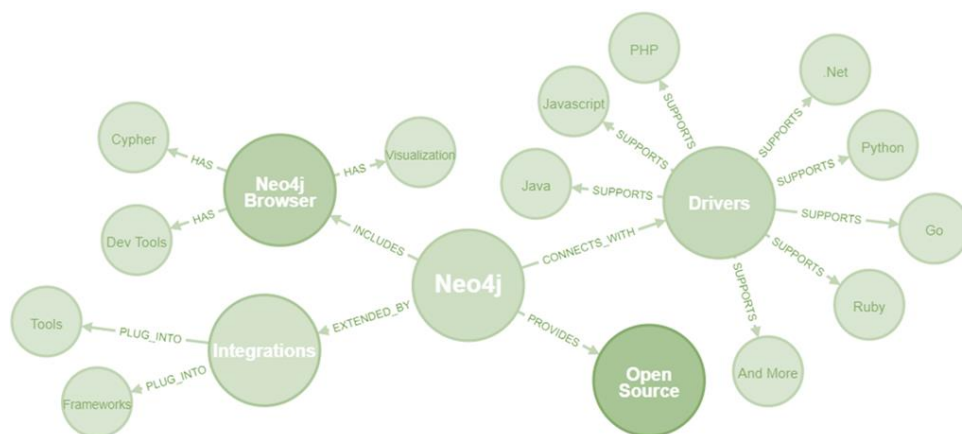 PHP
.Net
Javascript
SUPPORTS
SUPPORTS
SUPPORTS
Cypher
HAS
Neo4j
Browser
HAS
Visualization
Python
SUPPORTS
Java
SUPPORTS
Drivers
HAS
Dev Tools
INCLUDES
CONNECTS_WITH
SUPPORTS
Go
Neo4j
SUPPORTS
SUPPORTS
Ruby
Tools
PLUG_INTO
Integrations
EXTENDED_BY
PROVIDES
PLUG_INTO
Frameworks
Open
Source
And More